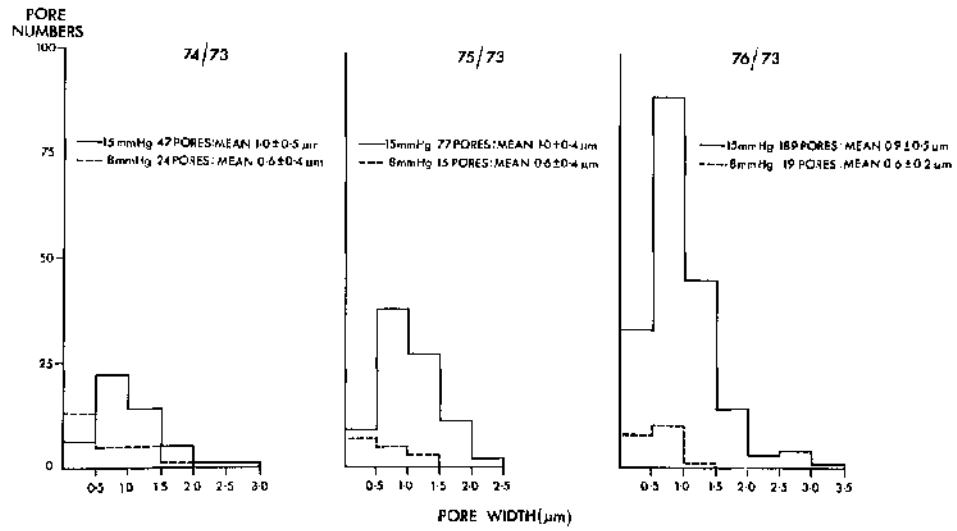 PORE
NUMBERS
100
75
50
25
0
74/73
15mmHg 47 PORES: MEAN 1·0±0·5 μm
8mmHg 24 PORES: MEAN 0·6±0·4 μm
0·5 1·0 1·5 2·0 2·5 3·0
75/73
15mmHg 77 PORES: MEAN 1·0±0·4 μm
8mmHg 15 PORES: MEAN 0·6±0·4 μm
0·5 1·0 1·5 2·0 2·5
76/73
15mmHg 189 PORES: MEAN 0·9±0·5 μm
8mmHg 19 PORES: MEAN 0·6±0·2 μm
0·5 1·0 1·5 2·0 2·5 3·0 3·5
PORE WIDTH (μm)